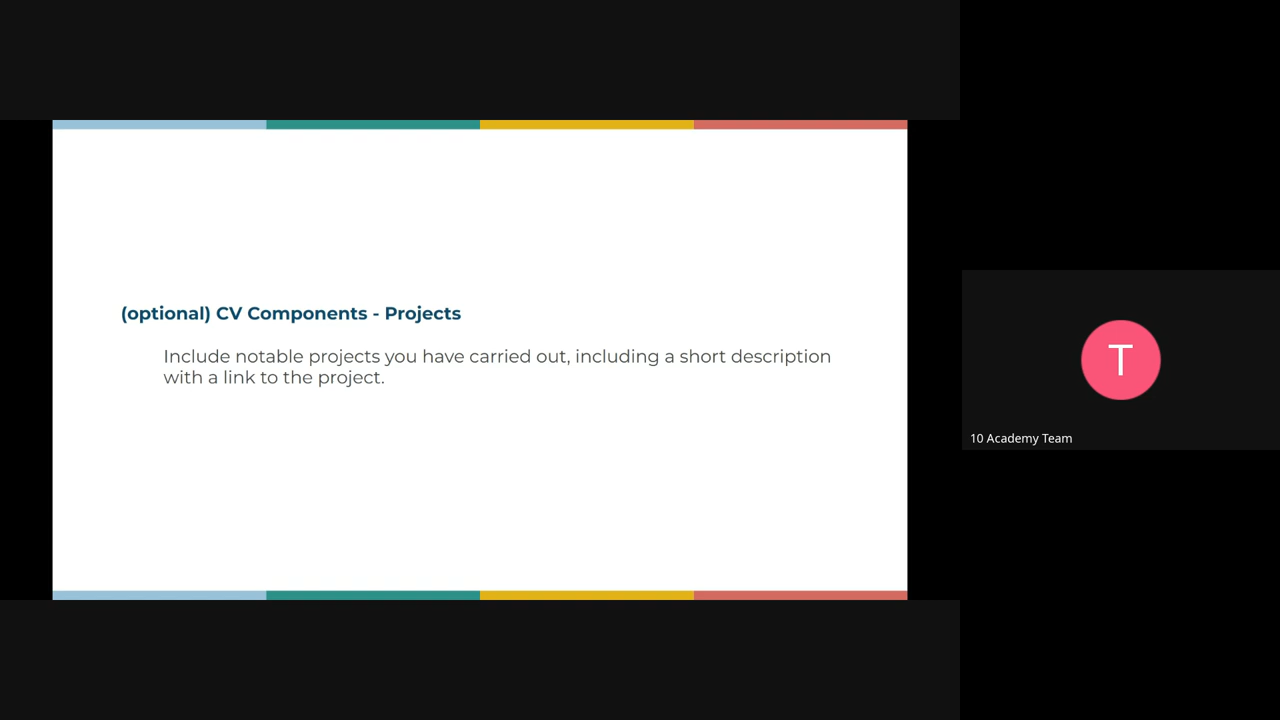 (optional) CV Components - Projects
Include notable projects you have carried out, including a short description
with a link to the project.
T
10 Academy Team